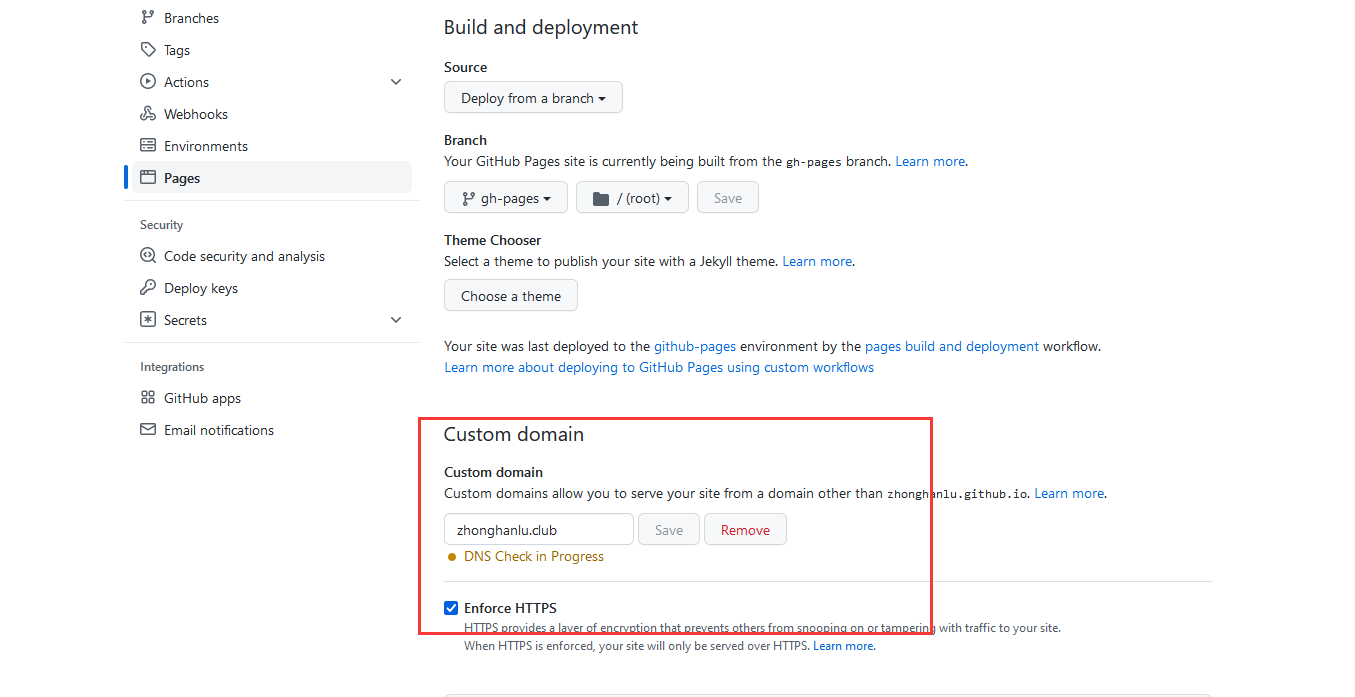 Branches
Tags
Actions
Webhooks
Environments
Pages
Security
Code security and analysis
Deploy keys
Secrets
Integrations
GitHub apps
Email notifications
Build and deployment
Source
Deploy from a branch
Branch
Your GitHub Pages site is currently being built from the gh-pages branch. Learn more.
gh-pages / (root) Save
Theme Chooser
Select a theme to publish your site with a Jekyll theme. Learn more.
Choose a theme
Your site was last deployed to the github-pages environment by the pages build and deployment workflow.
Learn more about deploying to GitHub Pages using custom workflows
Custom domain
Custom domain
Custom domains allow you to serve your site from a domain other than zhonghanlu.github.io. Learn more.
zhonghanlu.club Save Remove
DNS Check in Progress
Enforce HTTPS
HTTPS provides a layer of encryption that prevents others from snooping on or tampering with traffic to your site.
When HTTPS is enforced, your site will only be served over HTTPS. Learn more.